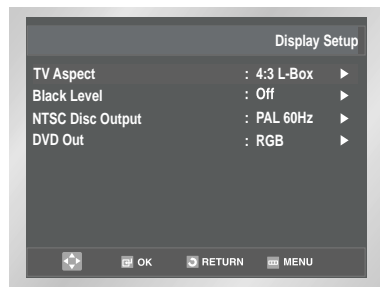 Display Setup
TV Aspect : 4:3 L-Box ►
Black Level : Off ►
NTSC Disc Output : PAL 60Hz ►
DVD Out : RGB ►
OK RETURN MENU